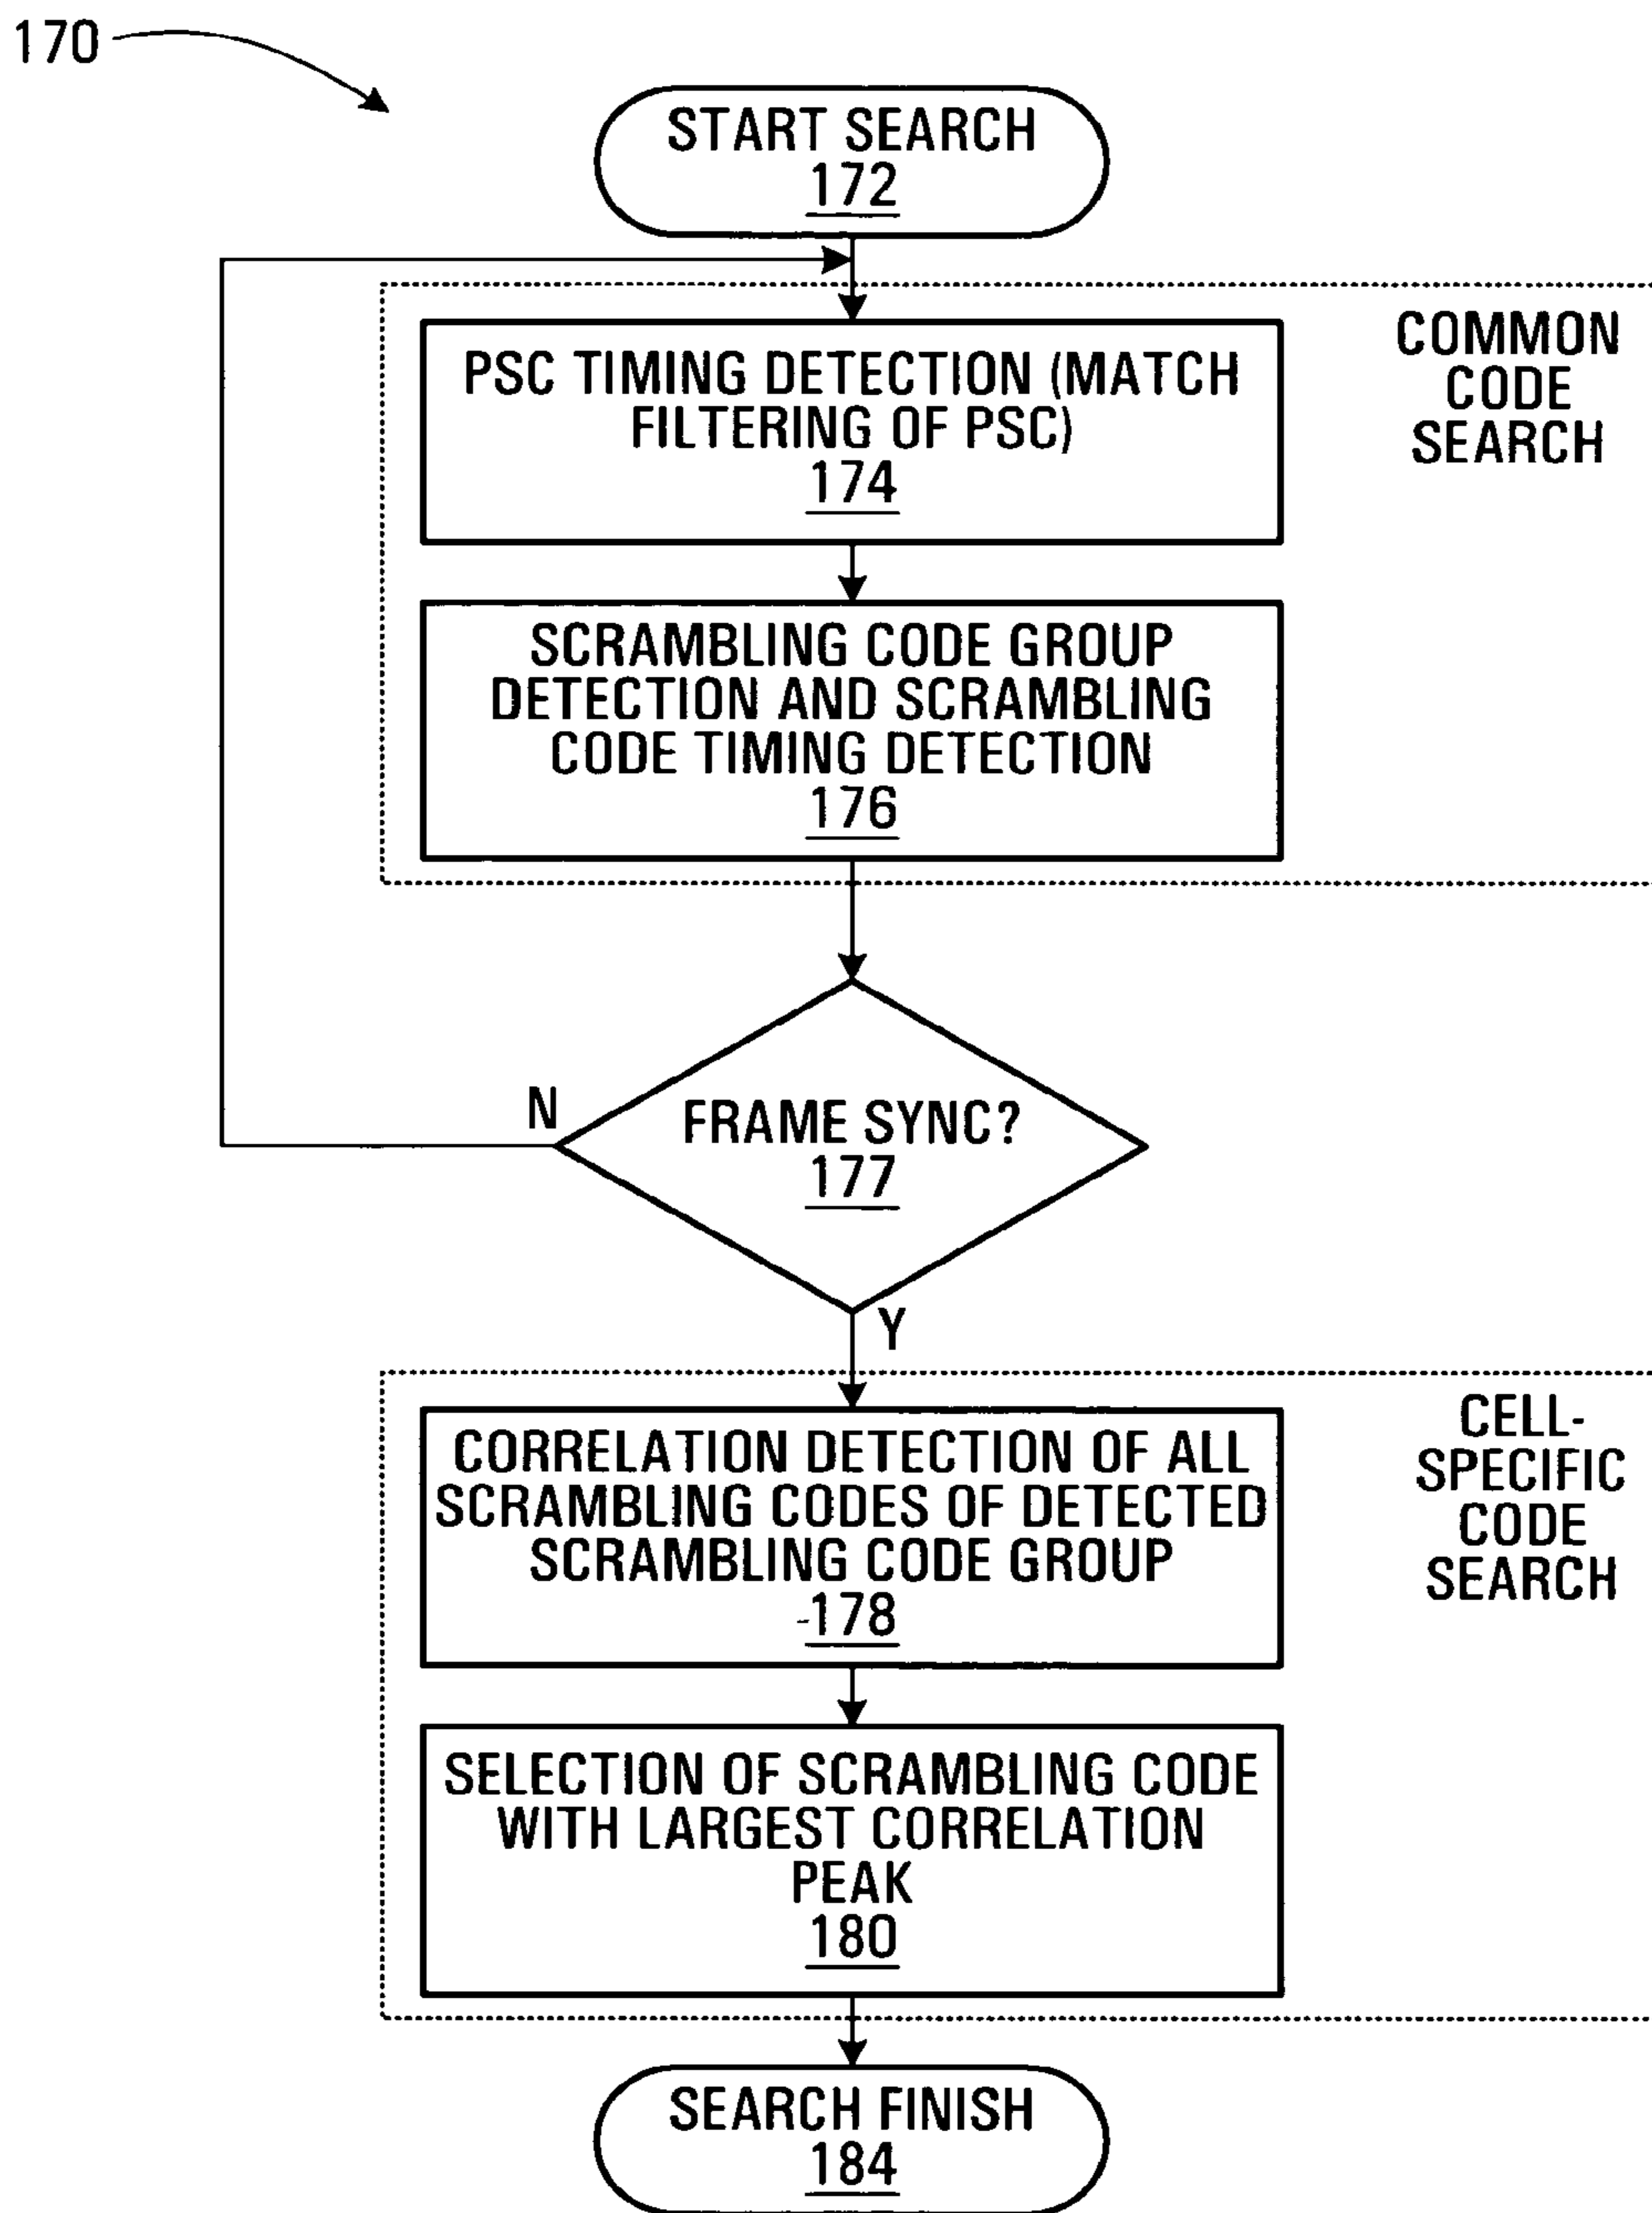 170
START SEARCH
172
PSC TIMING DETECTION (MATCH
FILTERING OF PSC)
174
COMMON
CODE
SEARCH
SCRAMBLING CODE GROUP
DETECTION AND SCRAMBLING
CODE TIMING DETECTION
176
N
FRAME SYNC?
177
Y
CORRELATION DETECTION OF ALL
SCRAMBLING CODES OF DETECTED
SCRAMBLING CODE GROUP
178
CELL-
SPECIFIC
CODE
SEARCH
SELECTION OF SCRAMBLING CODE
WITH LARGEST CORRELATION
PEAK
180
SEARCH FINISH
184